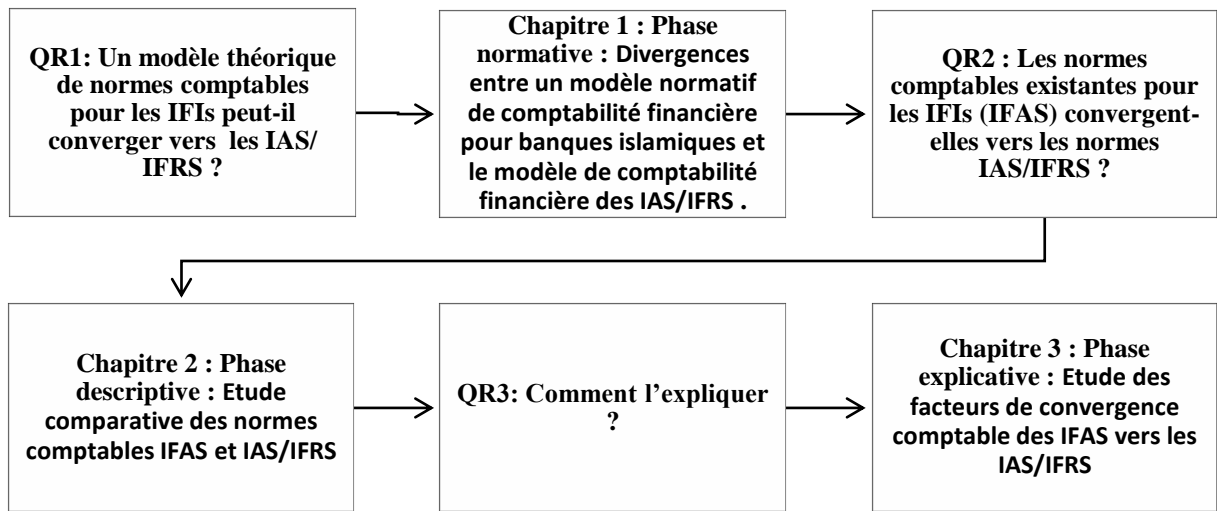 QR1: Un modèle théorique
de normes comptables
pour les IFIs peut-il
converger vers les IAS/
IFRS ?
Chapitre 1 : Phase
normative : Divergences
entre un modèle normatif
de comptabilité financière
pour banques islamiques et
le modèle de comptabilité
financière des IAS/IFRS .
QR2 : Les normes
comptables existantes pour
les IFIs (IFAS) convergent-
elles vers les normes
IAS/IFRS ?
Chapitre 2 : Phase
descriptive : Etude
comparative des normes
comptables IFAS et IAS/IFRS
QR3: Comment l’expliquer
?
Chapitre 3 : Phase
explicative : Etude des
facteurs de convergence
comptable des IFAS vers les
IAS/IFRS